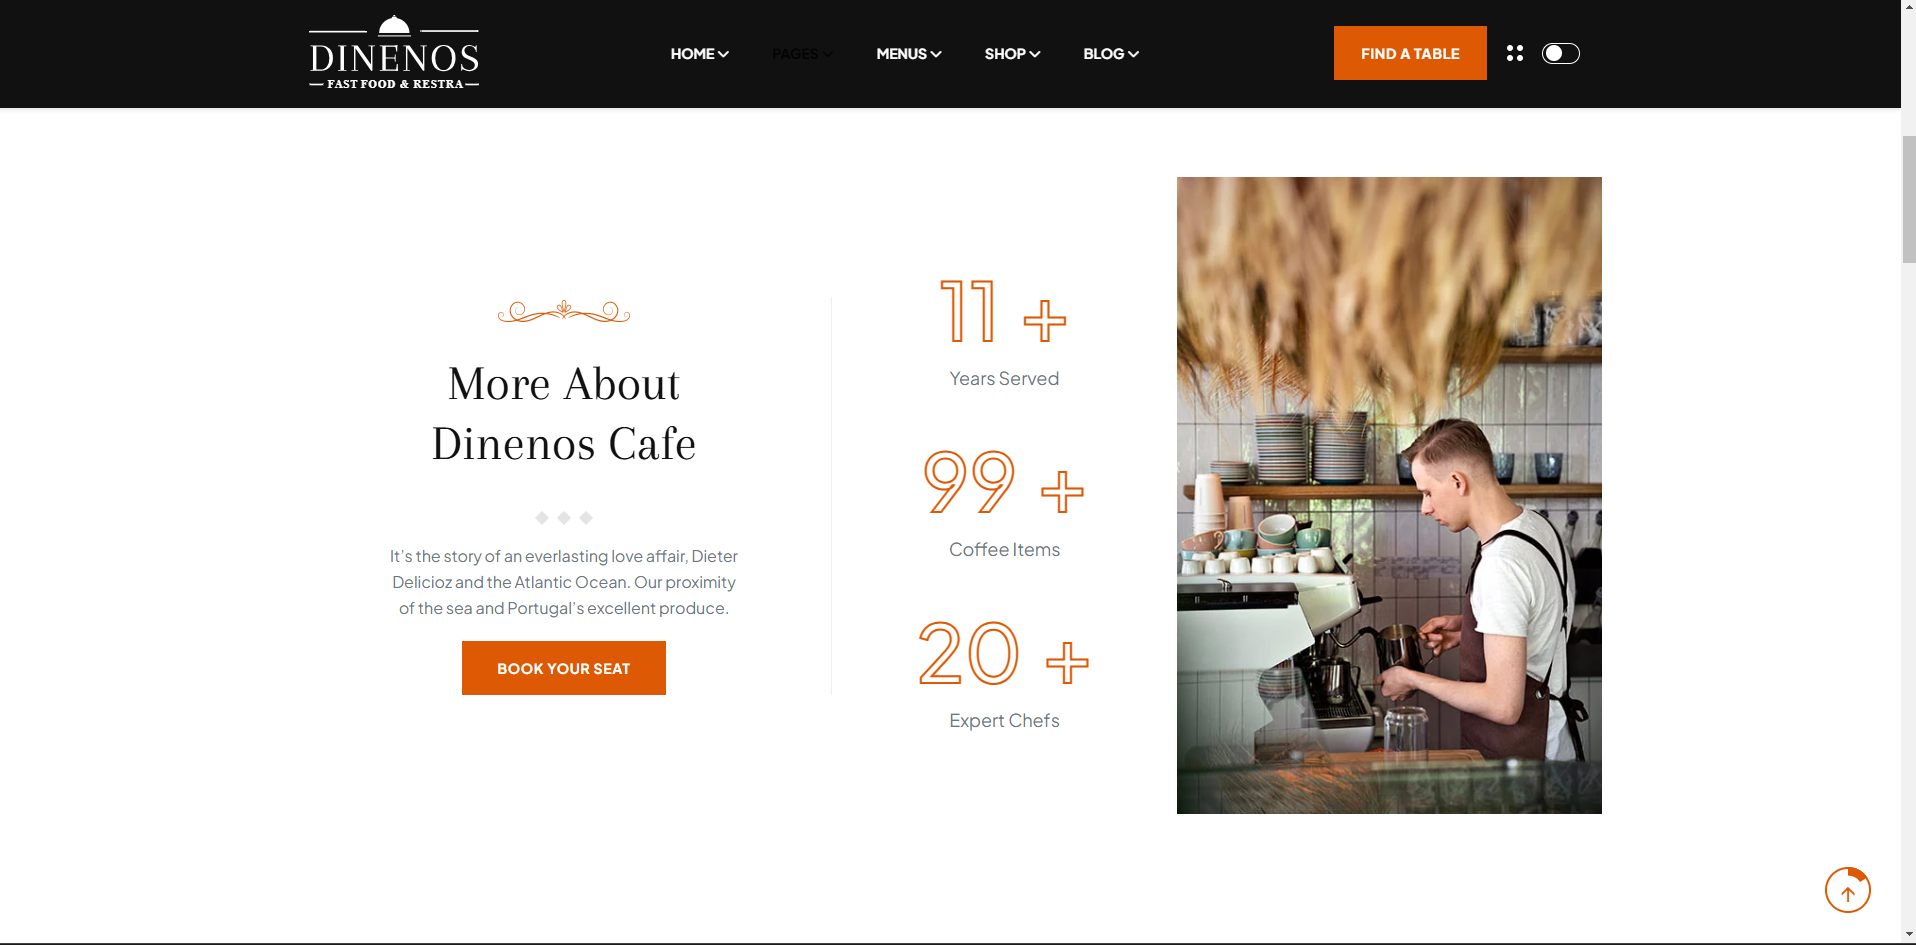 DINENOS
FAST FOOD & RESTRA
HOME
PAGES
MENUS
SHOP
BLOG
FIND A TABLE
More About
Dinenos Cafe
It's the story of an everlasting love affair, Dieter
Delicioz and the Atlantic Ocean. Our proximity
of the sea and Portugal's excellent produce.
BOOK YOUR SEAT
11 +
Years Served
99 +
Coffee Items
20 +
Expert Chefs